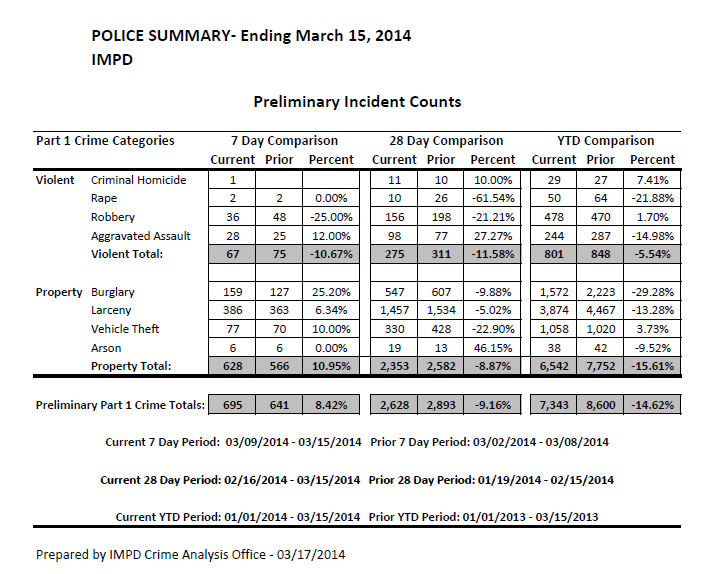 POLICE SUMMARY- Ending March 15, 2014
IMPD
Preliminary Incident Counts
Part 1 Crime Categories 7 Day Comparison 28 Day Comparison YTD Comparison
Current Prior Percent Current Prior Percent Current Prior Percent
Violent Criminal Homicide 1 11 10 10.00% 29 27 7.41%
Rape 2 2 0.00% 10 26 -61.54% 50 64 -21.88%
Robbery 36 48 -25.00% 156 198 -21.21% 478 470 1.70%
Aggravated Assault 28 25 12.00% 98 77 27.27% 244 287 -14.98%
Violent Total: 67 75 -10.67% 275 311 -11.58% 801 848 -5.54%
Property Burglary 159 127 25.20% 547 607 -9.88% 1,572 2,223 -29.28%
Larceny 386 363 6.34% 1,457 1,534 -5.02% 3,874 4,467 -13.28%
Vehicle Theft 77 70 10.00% 330 428 -22.90% 1,058 1,020 3.73%
Arson 6 6 0.00% 19 13 46.15% 38 42 -9.52%
Property Total: 628 566 10.95% 2,353 2,582 -8.87% 6,542 7,752 -15.61%
Preliminary Part 1 Crime Totals: 695 641 8.42% 2,628 2,893 -9.16% 7,343 8,600 -14.62%
Current 7 Day Period: 03/09/2014 - 03/15/2014 Prior 7 Day Period: 03/02/2014 - 03/08/2014
Current 28 Day Period: 02/16/2014 - 03/15/2014 Prior 28 Day Period: 01/19/2014 - 02/15/2014
Current YTD Period: 01/01/2014 - 03/15/2014 Prior YTD Period: 01/01/2013 - 03/15/2013
Prepared by IMPD Crime Analysis Office - 03/17/2014